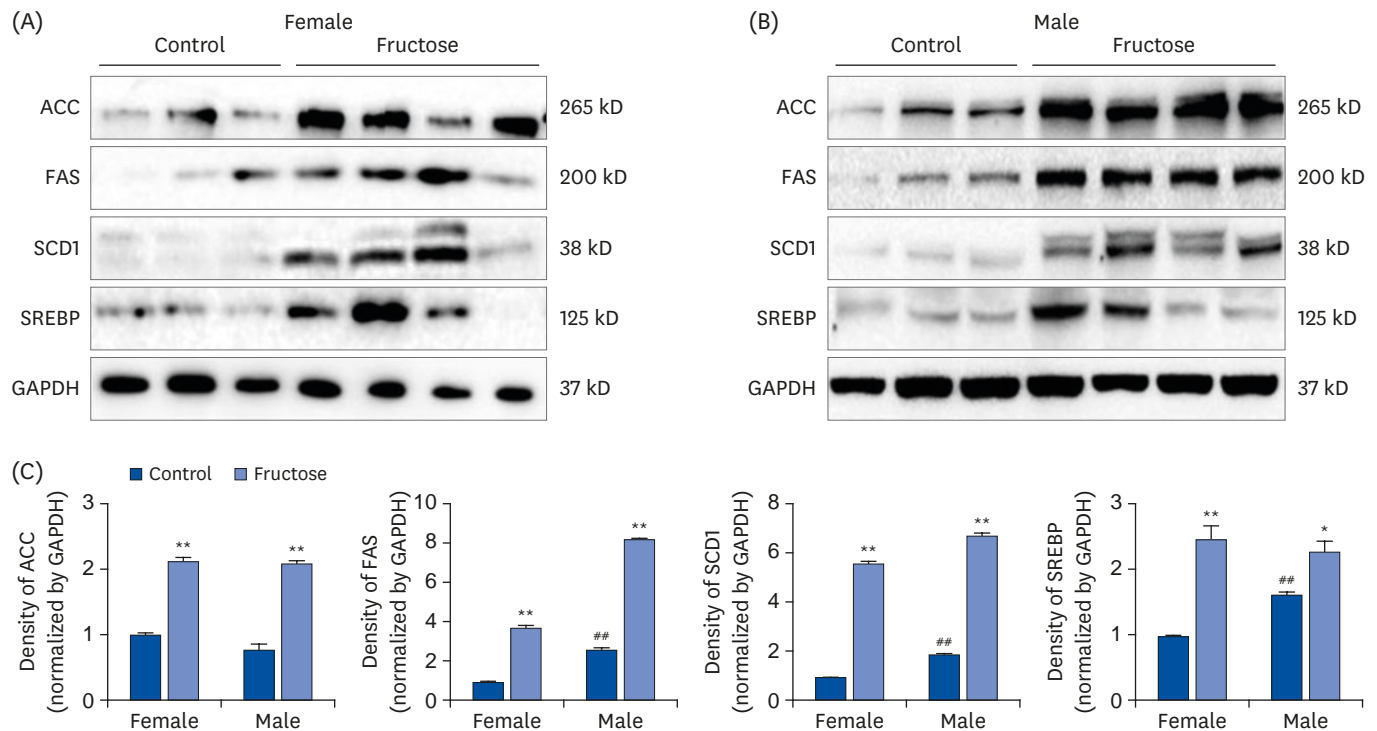 (A)
Female
Control Fructose
ACC 265 kD
FAS 200 kD
SCD1 38 kD
SREBP 125 kD
GAPDH 37 kD
(B)
Male
Control Fructose
ACC 265 kD
FAS 200 kD
SCD1 38 kD
SREBP 125 kD
GAPDH 37 kD
(C)
Control Fructose
Density of ACC
(normalized by GAPDH)
3
2
1
0
** **
Female Male
Density of FAS
(normalized by GAPDH)
10
8
6
4
2
0
** ## **
Female Male
Density of SCD1
(normalized by GAPDH)
8
6
4
2
0
** ## **
Female Male
Density of SREBP
(normalized by GAPDH)
3
2
1
0
** ## *
Female Male